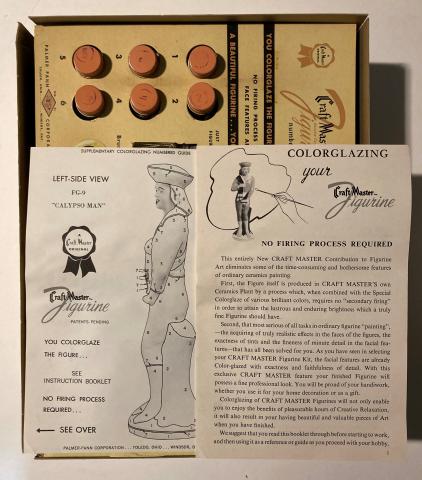 5
3
1
6
4
2
PALMER PANN
CORPORATION
YOU COLORGLAZE THE FIGUR
A BEAUTIFUL FIGURINE...
NO FIRING PROCESS
FACE FEATURES
JUST
Craft Master
Figurine
SUPPLEMENTARY COLORGLAZING NUMBERED GUIDE
LEFT-SIDE VIEW
FG-9
"CALYPSO MAN"
A
Craft Master
ORIGINAL
Craft Master
Figurine
PATENTS PENDING
YOU COLORGLAZE
THE FIGURE...
SEE
INSTRUCTION BOOKLET
NO FIRING PROCESS
REQUIRED...
SEE OVER
PALMER-PANN CORPORATION . . . TOLEDO, OHIO . . . WINDSOR, O
COLORGLAZING
your
Craft Master
Figurine
NO FIRING PROCESS REQUIRED
This entirely New CRAFT MASTER Contribution to Figurine
Art eliminates some of the time-consuming and bothersome features
of ordinary ceramics painting.
First, the Figure itself is produced in CRAFT MASTER'S own
Ceramics Plant by a process which, when combined with the Special
Colorglaze of various brilliant colors, requires no "secondary firing"
in order to attain the lustrous and enduring brightness which a truly
fine Figurine should have.
Second, that most serious of all tasks in ordinary figurine "painting",
—the acquiring of truly realistic effects in the faces of the figures, the
exactness of tints and the fineness of minute detail in the facial fea-
tures—that has all been solved for you. As you have seen in selecting
your CRAFT MASTER Figurine Kit, the facial features are already
Color-glazed with exactness and faithfulness of detail. With this
exclusive CRAFT MASTER feature your finished Figurine will
possess a fine professional look. You will be proud of your handiwork,
whether you use it for your home decoration or as a gift.
Colorglazing of CRAFT MASTER Figurines will not only enable
you to enjoy the benefits of pleasurable hours of Creative Relaxation,
it will also result in your having beautiful and valuable pieces of Art
when you have finished.
We suggest that you read this booklet through before starting to work,
and then using it as a reference or guide as you proceed with your hobby.